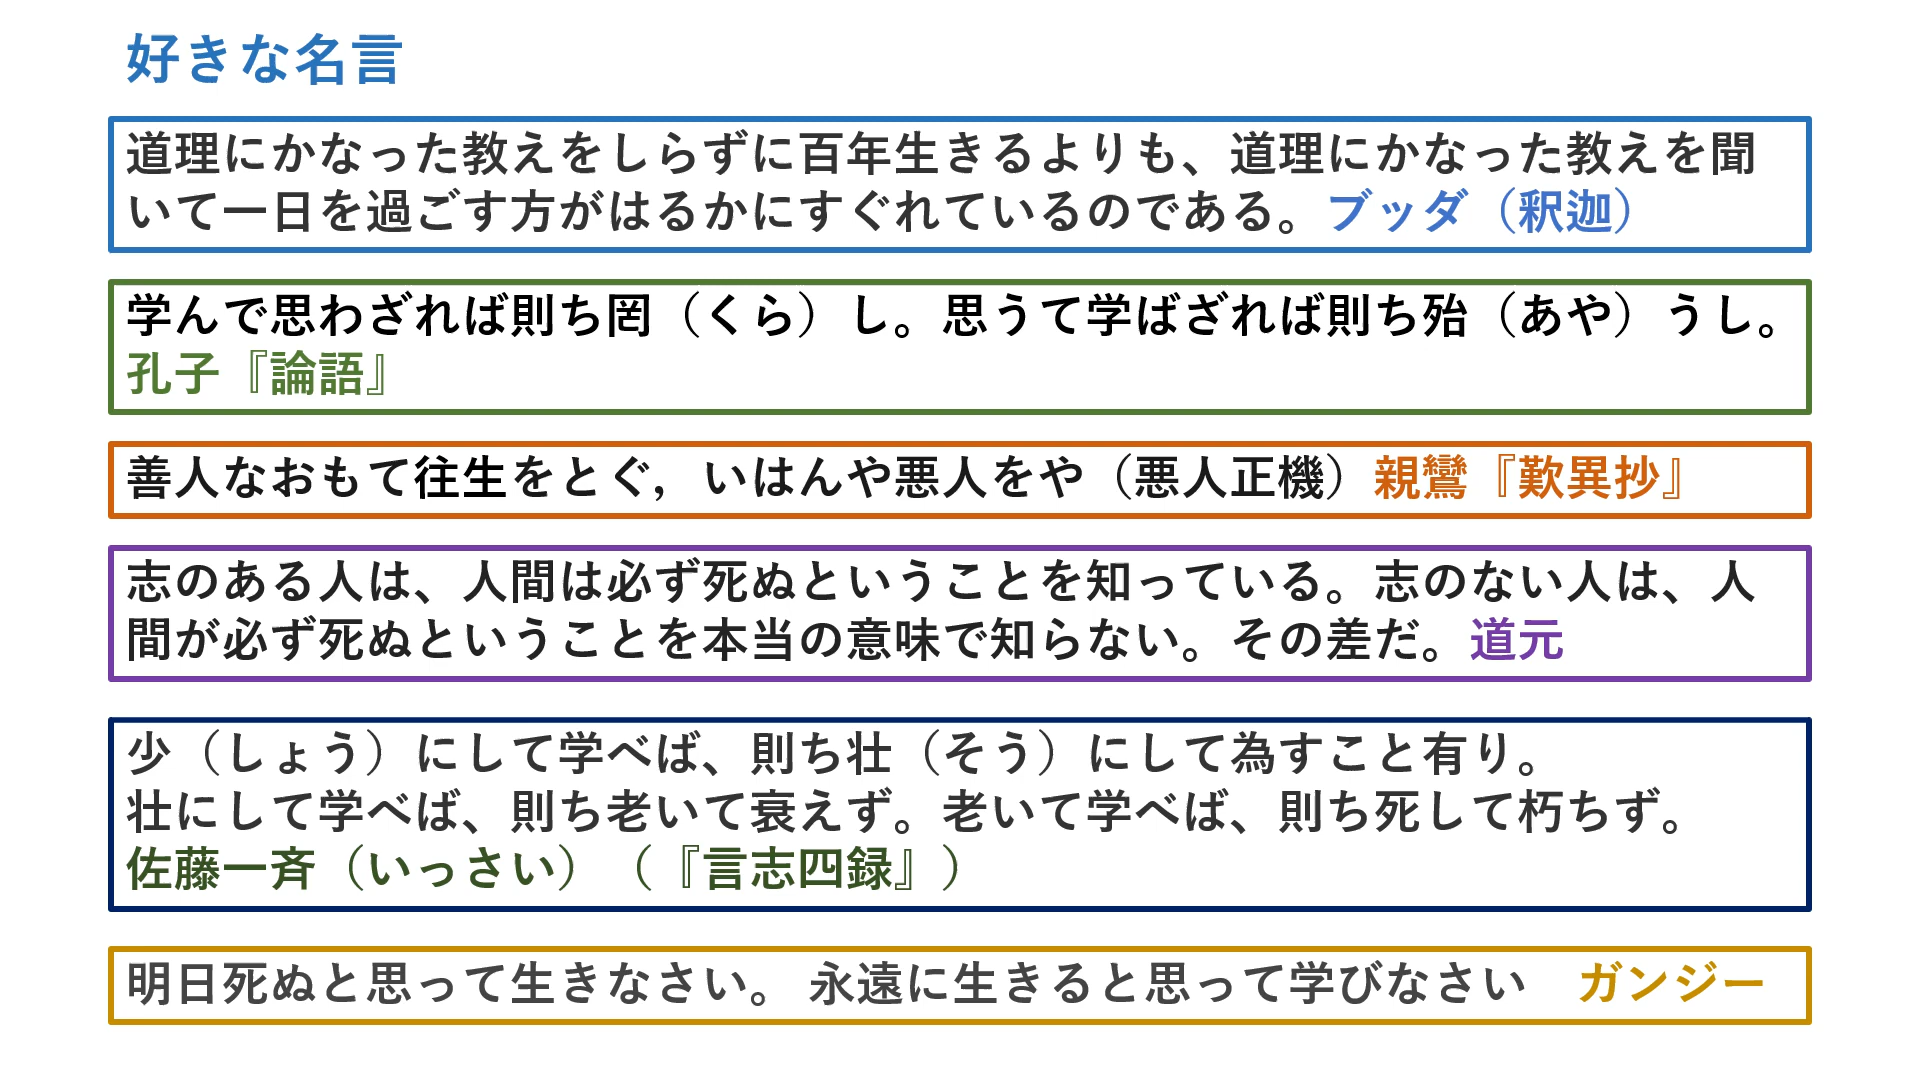 好きな名言
道理にかなった教えをしらずに百年生きるよりも、道理にかなった教えを聞
いて一日を過ごす方がはるかにすぐれているのである。ブッダ（釈迦）
学んで思わざれば則ち罔（くら）し。思うて学ばざれば則ち殆（あや）うし。
孔子『論語』
善人なおもて往生をとぐ，いはんや悪人をや（悪人正機）親鸞『歎異抄』
志のある人は、人間は必ず死ぬということを知っている。志のない人は、人
間が必ず死ぬということを本当の意味で知らない。その差だ。道元
少（しょう）にして学べば、則ち壮（そう）にして為すこと有り。
壮にして学べば、則ち老いて衰えず。老いて学べば、則ち死して朽ちず。
佐藤一斉（いっさい）（『言志四録』）
明日死ぬと思って生きなさい。 永遠に生きると思って学びなさい　ガンジー